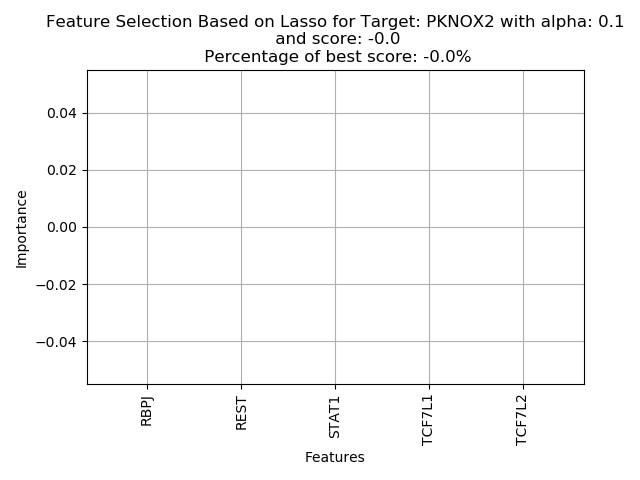 Feature Selection Based on Lasso for Target: PKNOX2 with alpha: 0.1
and score: -0.0
Percentage of best score: -0.0%
0.04
0.02
0.00
−0.02
−0.04
Importance
RBPJ
REST
STAT1
TCF7L1
TCF7L2
Features